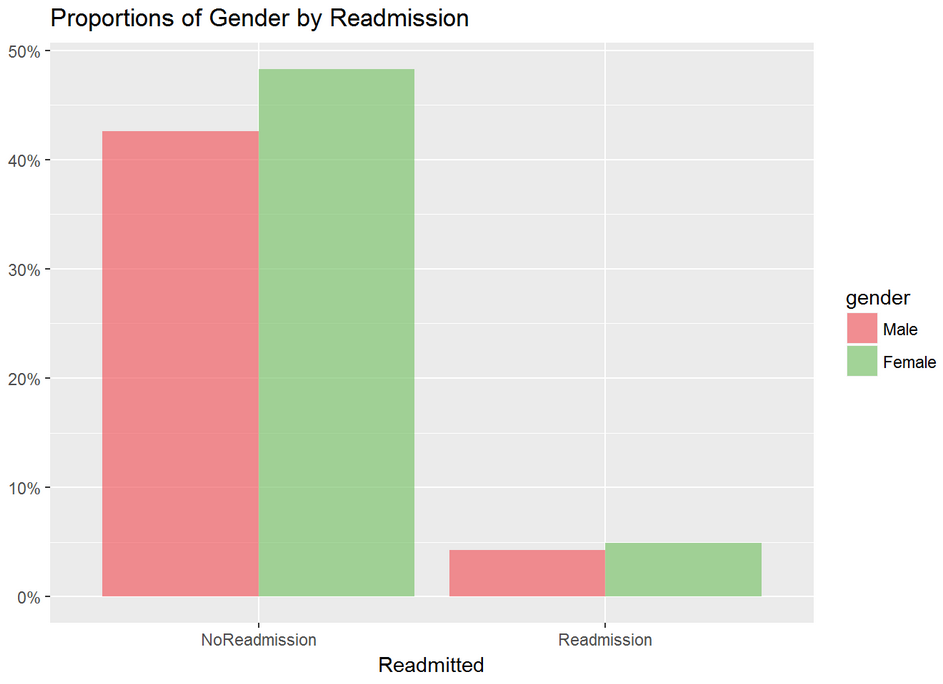 Proportions of Gender by Readmission
50%
40%
30%
20%
10%
0%
NoReadmission Readmission
Readmitted
gender
Male
Female